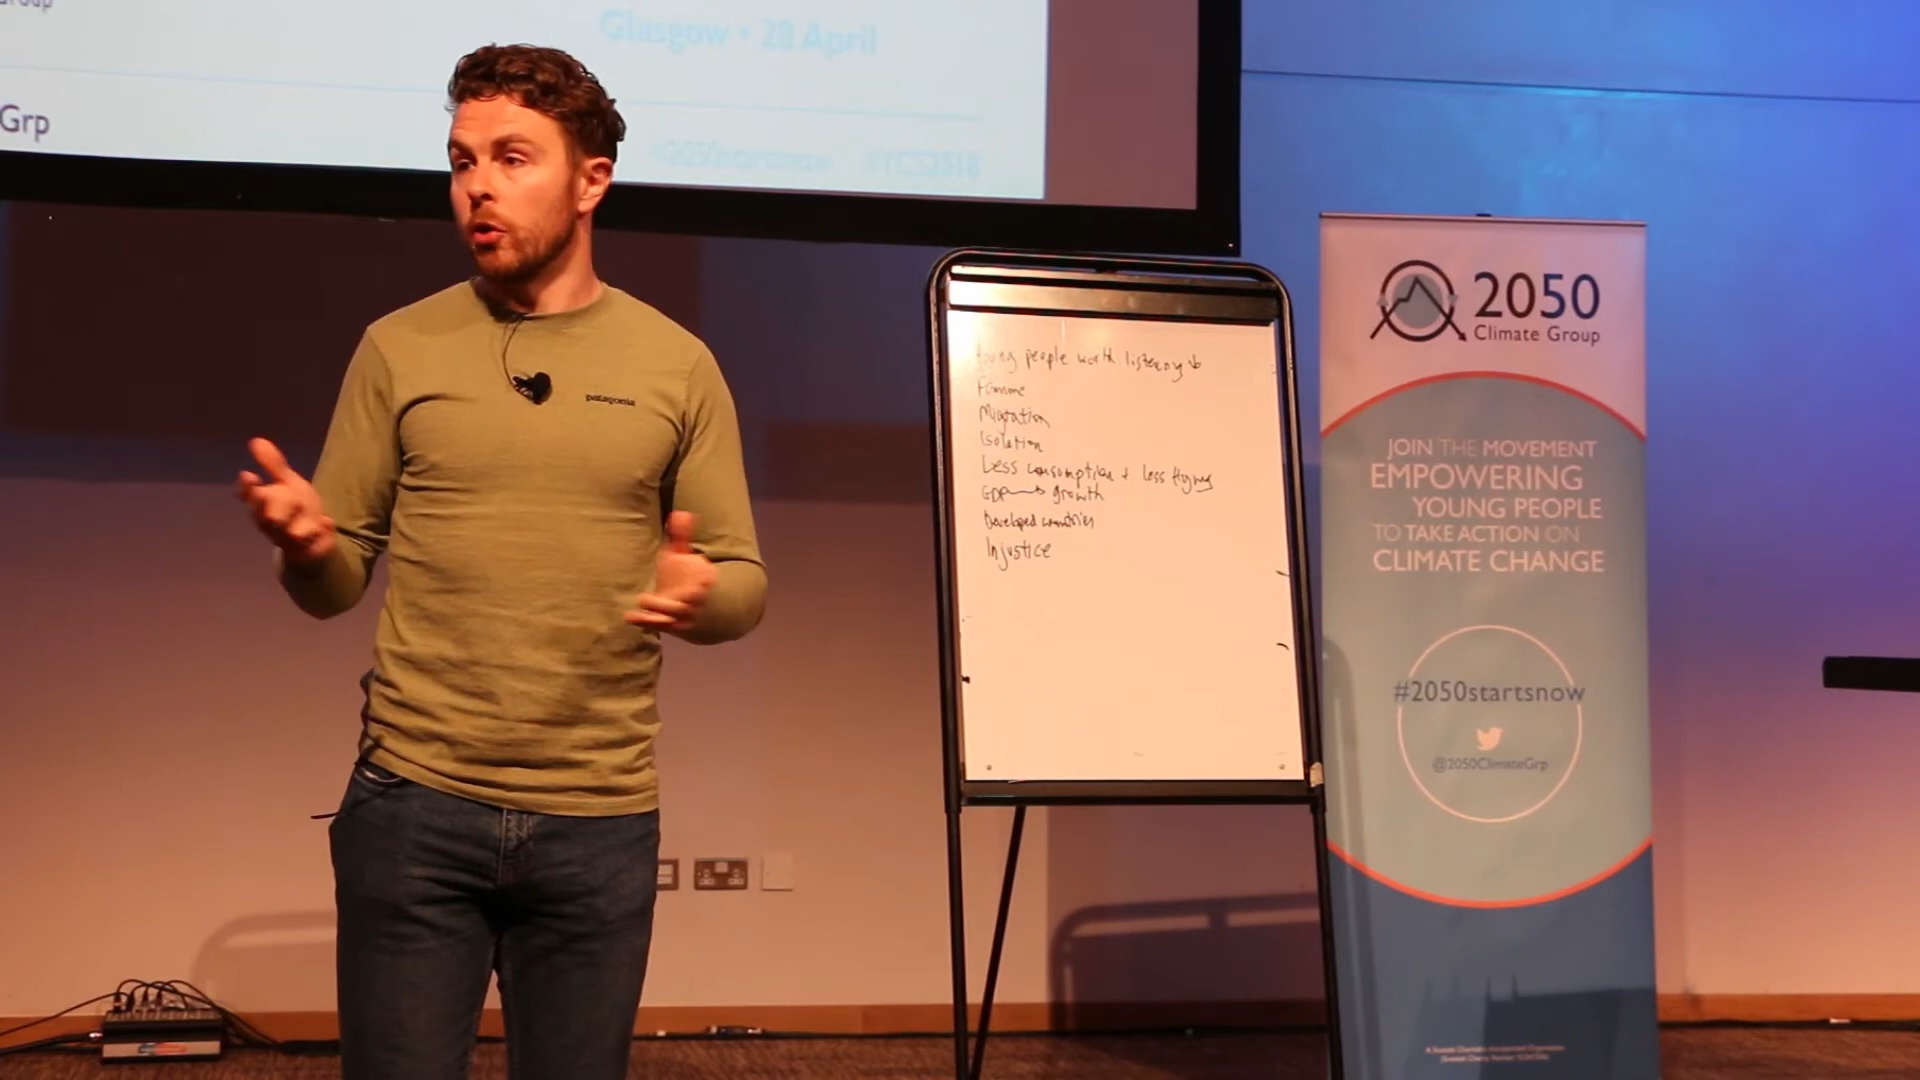 Glasgow • 28 April
Grp
#2050startsnow #YCS2018
patagonia
Young people worth listening to
Famine
Migration
Isolation
Less consumption + less flying
GDP → growth
Developed countries
Injustice
2050
Climate Group
JOIN THE MOVEMENT
EMPOWERING
YOUNG PEOPLE
TO TAKE ACTION ON
CLIMATE CHANGE
#2050startsnow
@2050ClimateGrp